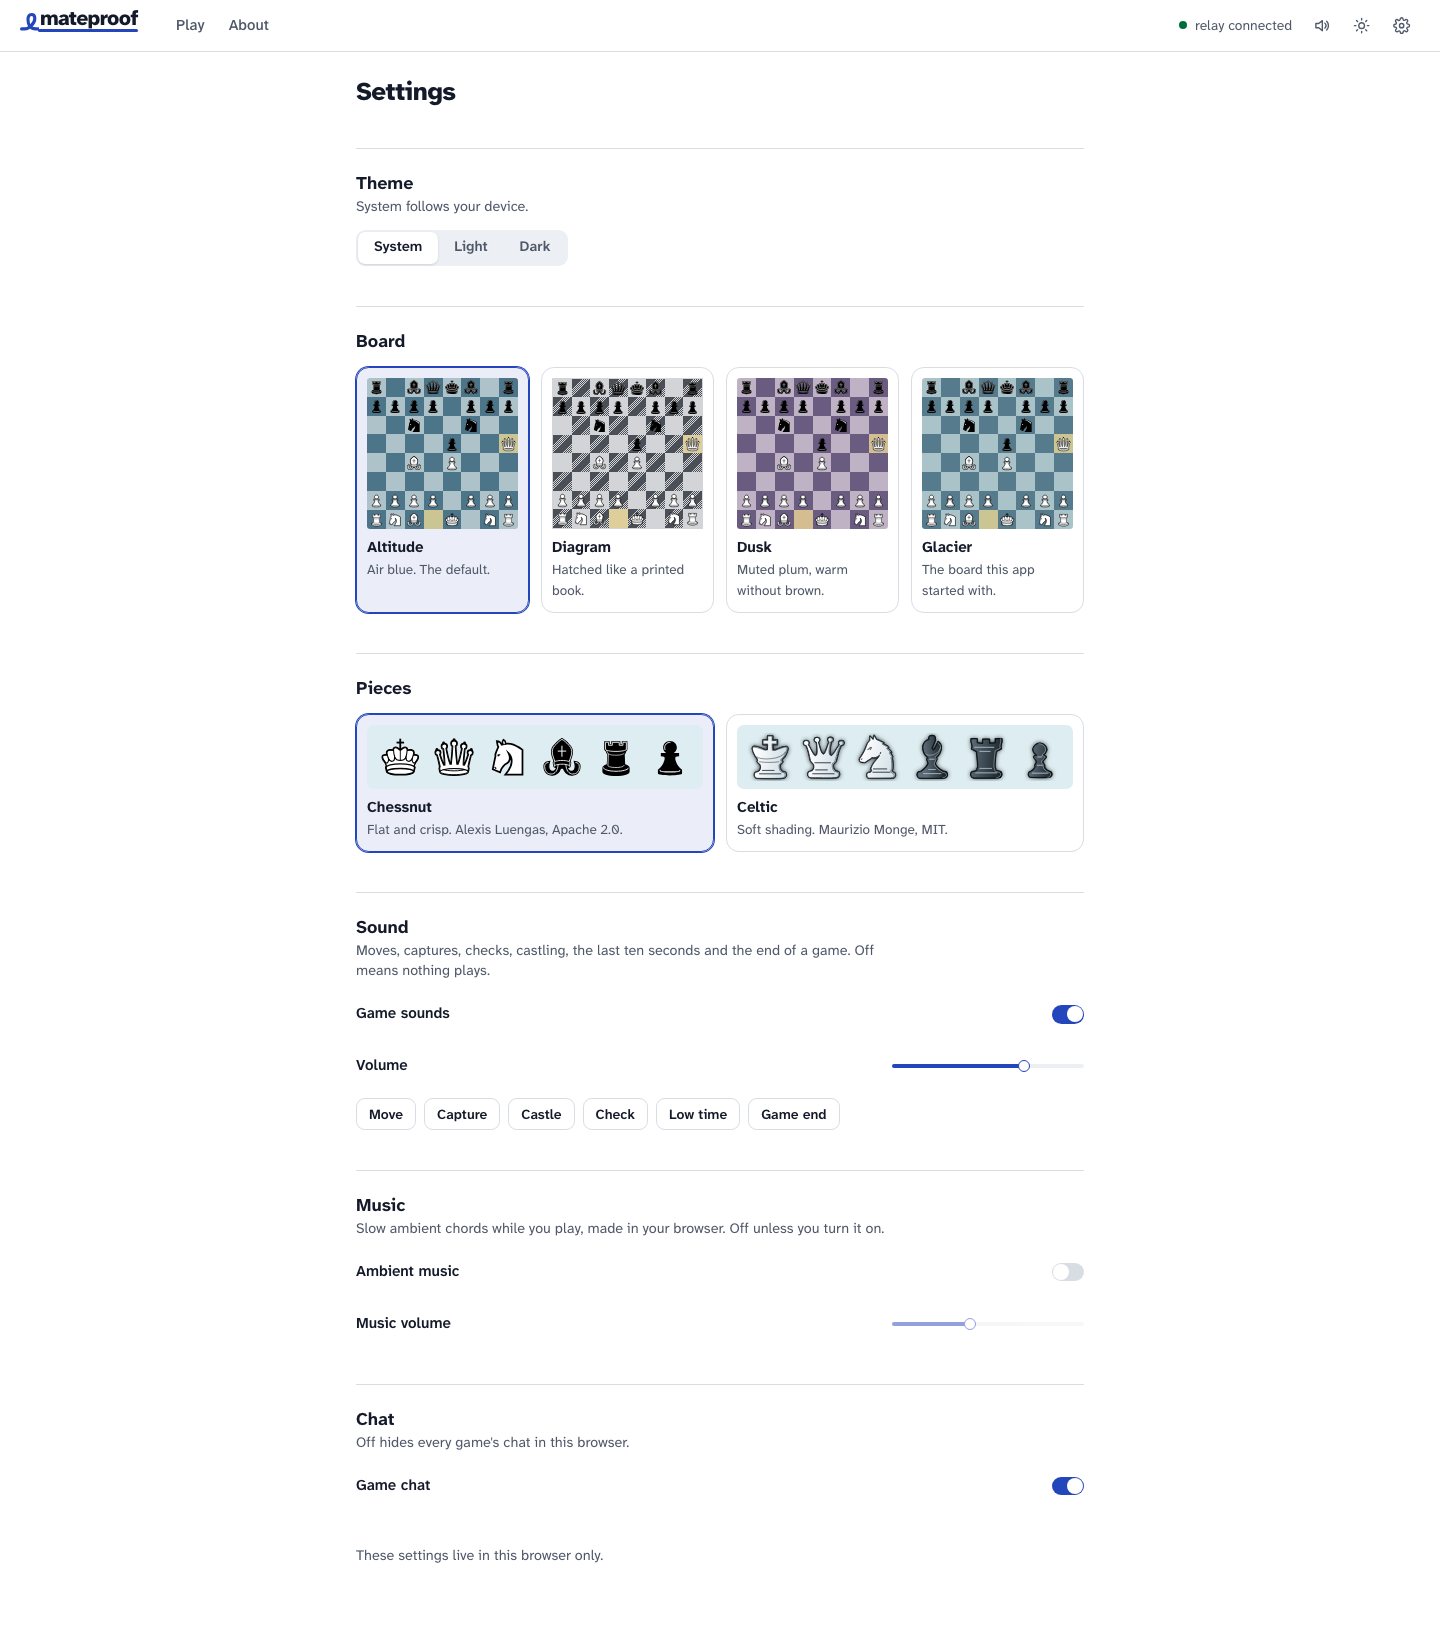 mateproof
Play
About
relay connected
Settings
Theme
System follows your device.
System
Light
Dark
Board
Altitude
Air blue. The default.
Diagram
Hatched like a printed
book.
Dusk
Muted plum, warm
without brown.
Glacier
The board this app
started with.
Pieces
Chessnut
Flat and crisp. Alexis Luengas, Apache 2.0.
Celtic
Soft shading. Maurizio Monge, MIT.
Sound
Moves, captures, checks, castling, the last ten seconds and the end of a game. Off
means nothing plays.
Game sounds
Volume
Move
Capture
Castle
Check
Low time
Game end
Music
Slow ambient chords while you play, made in your browser. Off unless you turn it on.
Ambient music
Music volume
Chat
Off hides every game's chat in this browser.
Game chat
These settings live in this browser only.